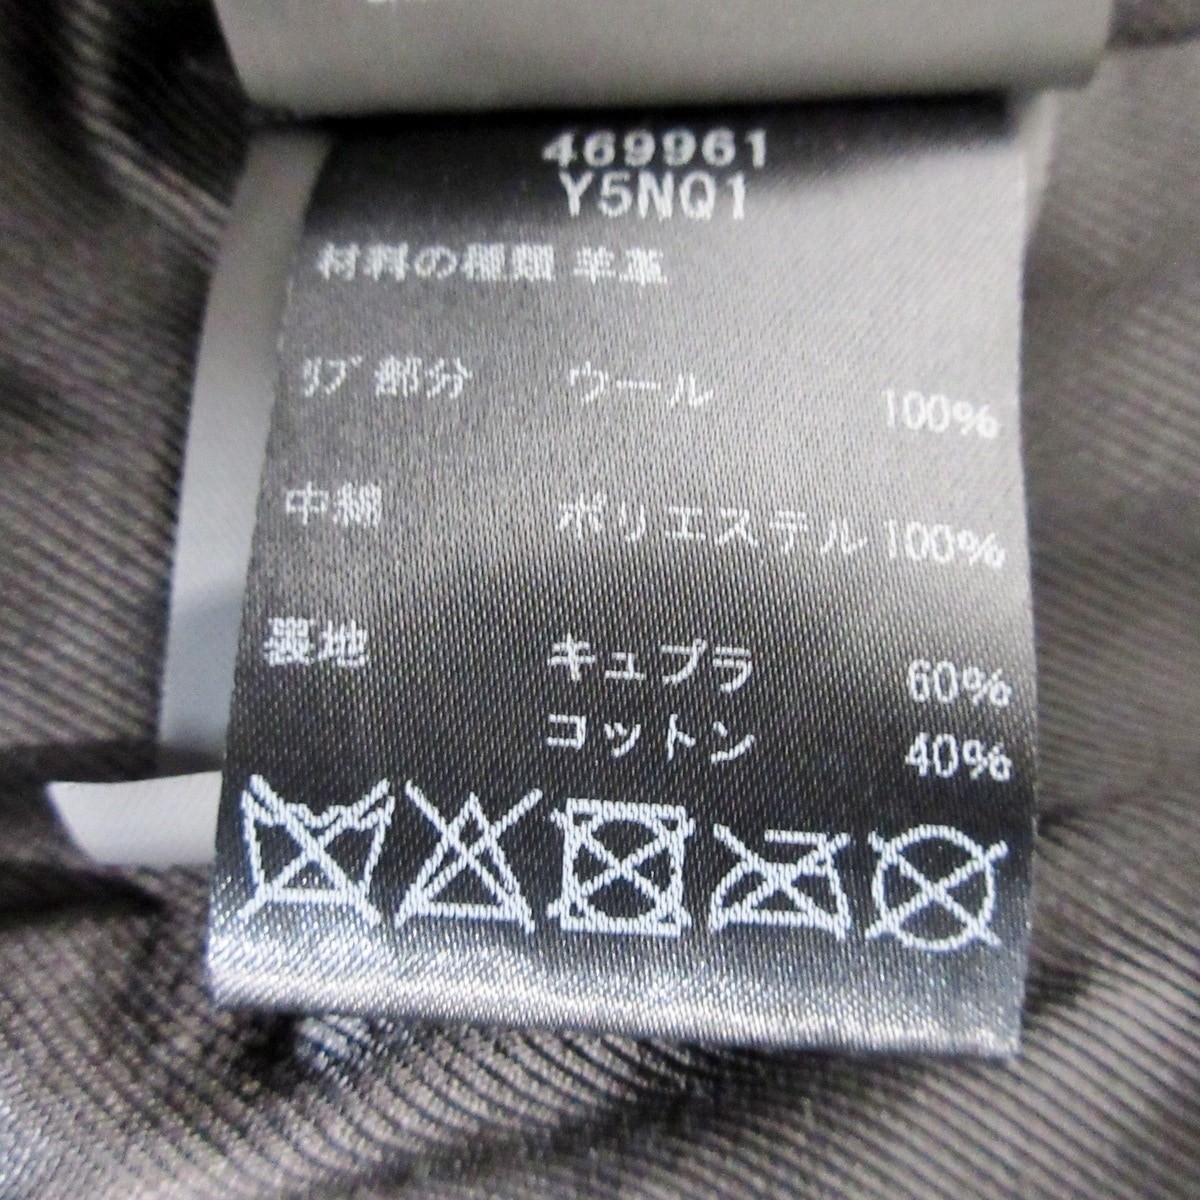 469961
Y5NQ1
材料の種類 羊革
リブ部分 ウール 100%
中綿 ポリエステル 100%
裏地 キュプラ 60%
コットン 40%